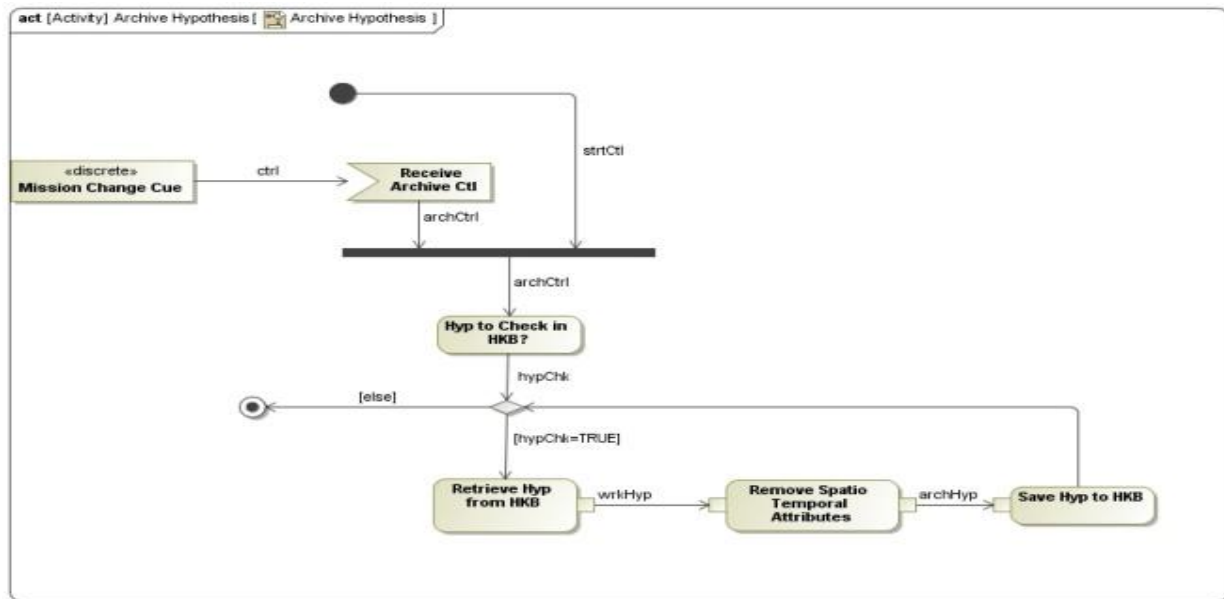 act [Activity] Archive Hypothesis [ Archive Hypothesis ]
strtCtl
«discrete»
Mission Change Cue
ctrl
Receive
Archive Ctl
archCtrl
archCtrl
Hyp to Check in
HKB?
hypChk
[else]
[hypChk=TRUE]
Retrieve Hyp
from HKB
wrkHyp
Remove Spatio
Temporal
Attributes
archHyp
Save Hyp to HKB